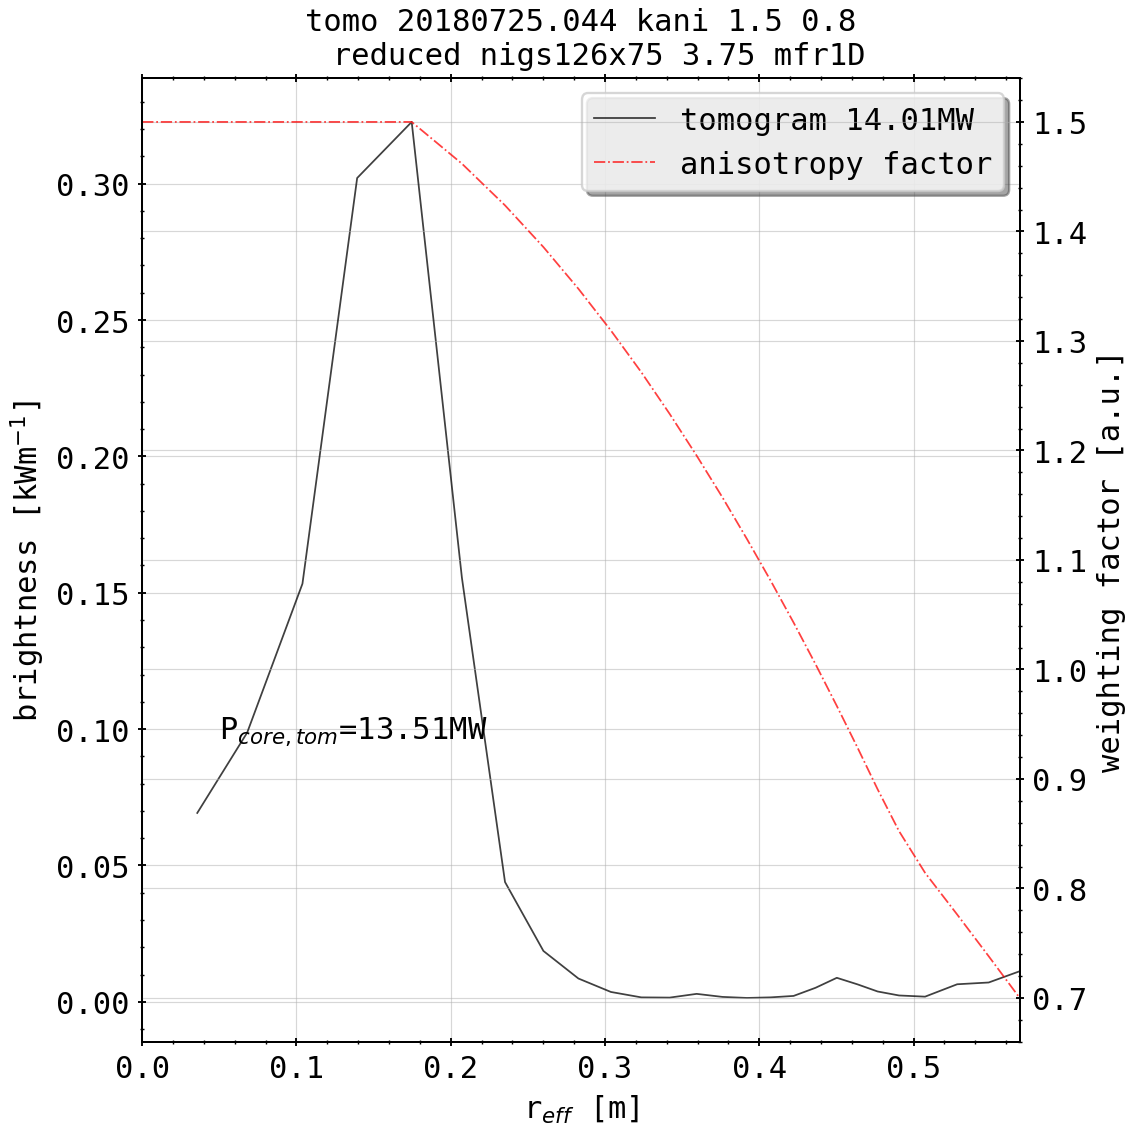 tomo 20180725.044 kani 1.5 0.8
reduced nigs126x75 3.75 mfr1D
tomogram 14.01MW
anisotropy factor
brightness [kWm⁻¹]
0.30
0.25
0.20
0.15
0.10
0.05
0.00
P_core,tom=13.51MW
1.5
1.4
1.3
1.2
1.1
1.0
0.9
0.8
0.7
weighting factor [a.u.]
0.0 0.1 0.2 0.3 0.4 0.5
r_eff [m]